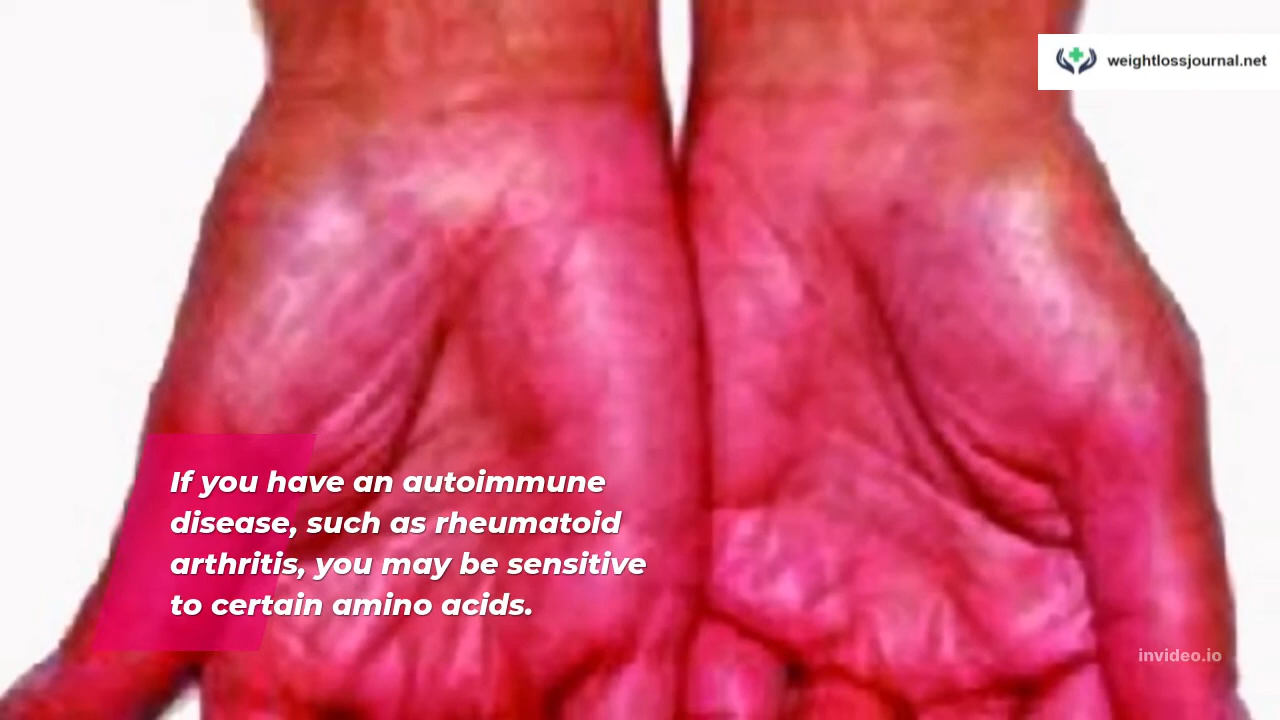 weightlossjournal.net
If you have an autoimmune
disease, such as rheumatoid
arthritis, you may be sensitive
to certain amino acids.
invideo.io